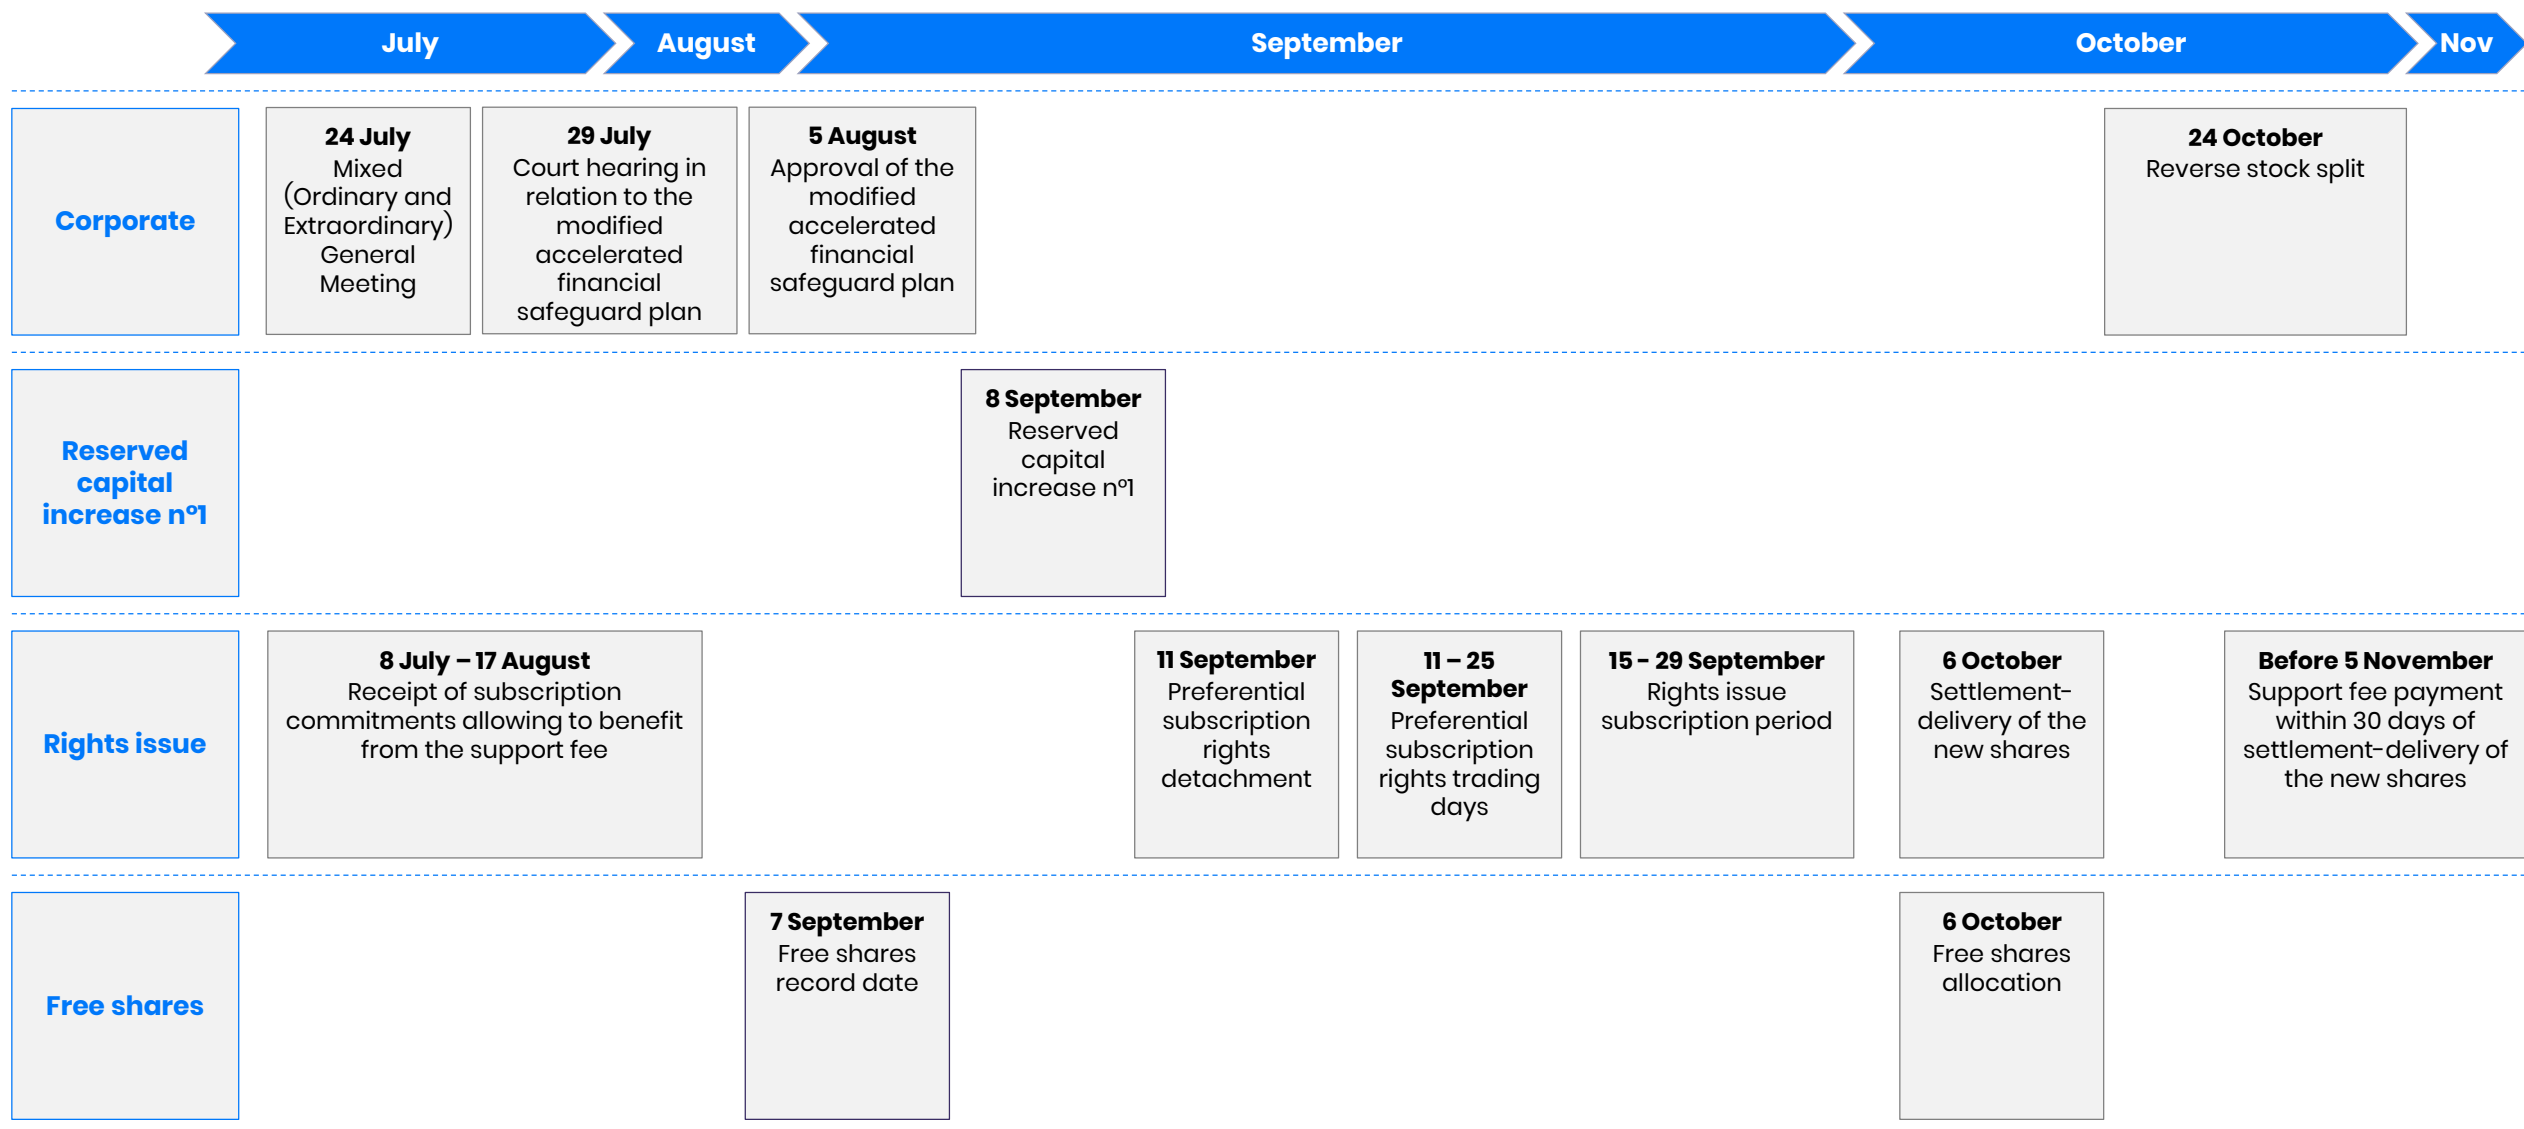 July
August
September
October
Nov
Corporate
24 July
Mixed
(Ordinary and
Extraordinary)
General
Meeting
29 July
Court hearing in
relation to the
modified
accelerated
financial
safeguard plan
5 August
Approval of the
modified
accelerated
financial
safeguard plan
24 October
Reverse stock split
Reserved
capital
increase n°1
8 September
Reserved
capital
increase n°1
Rights issue
8 July – 17 August
Receipt of subscription
commitments allowing to benefit
from the support fee
11 September
Preferential
subscription
rights
detachment
11 – 25
September
Preferential
subscription
rights trading
days
15 - 29 September
Rights issue
subscription period
6 October
Settlement-
delivery of the
new shares
Before 5 November
Support fee payment
within 30 days of
settlement-delivery of
the new shares
Free shares
7 September
Free shares
record date
6 October
Free shares
allocation